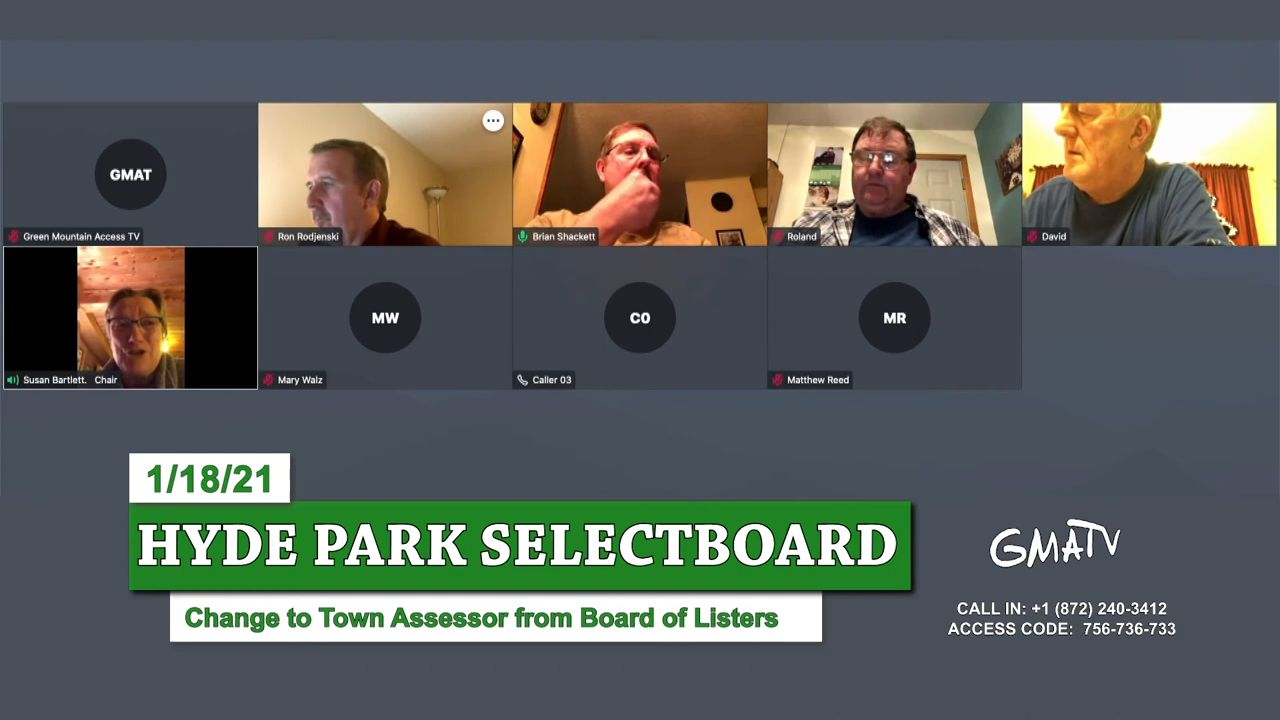 GMAT
Green Mountain Access TV
Ron Rodjenski
Brian Shackett
Roland
David
Susan Bartlett. Chair
MW
Mary Walz
C0
Caller 03
MR
Matthew Reed
1/18/21
HYDE PARK SELECTBOARD
Change to Town Assessor from Board of Listers
GMATV
CALL IN: +1 (872) 240-3412
ACCESS CODE: 756-736-733